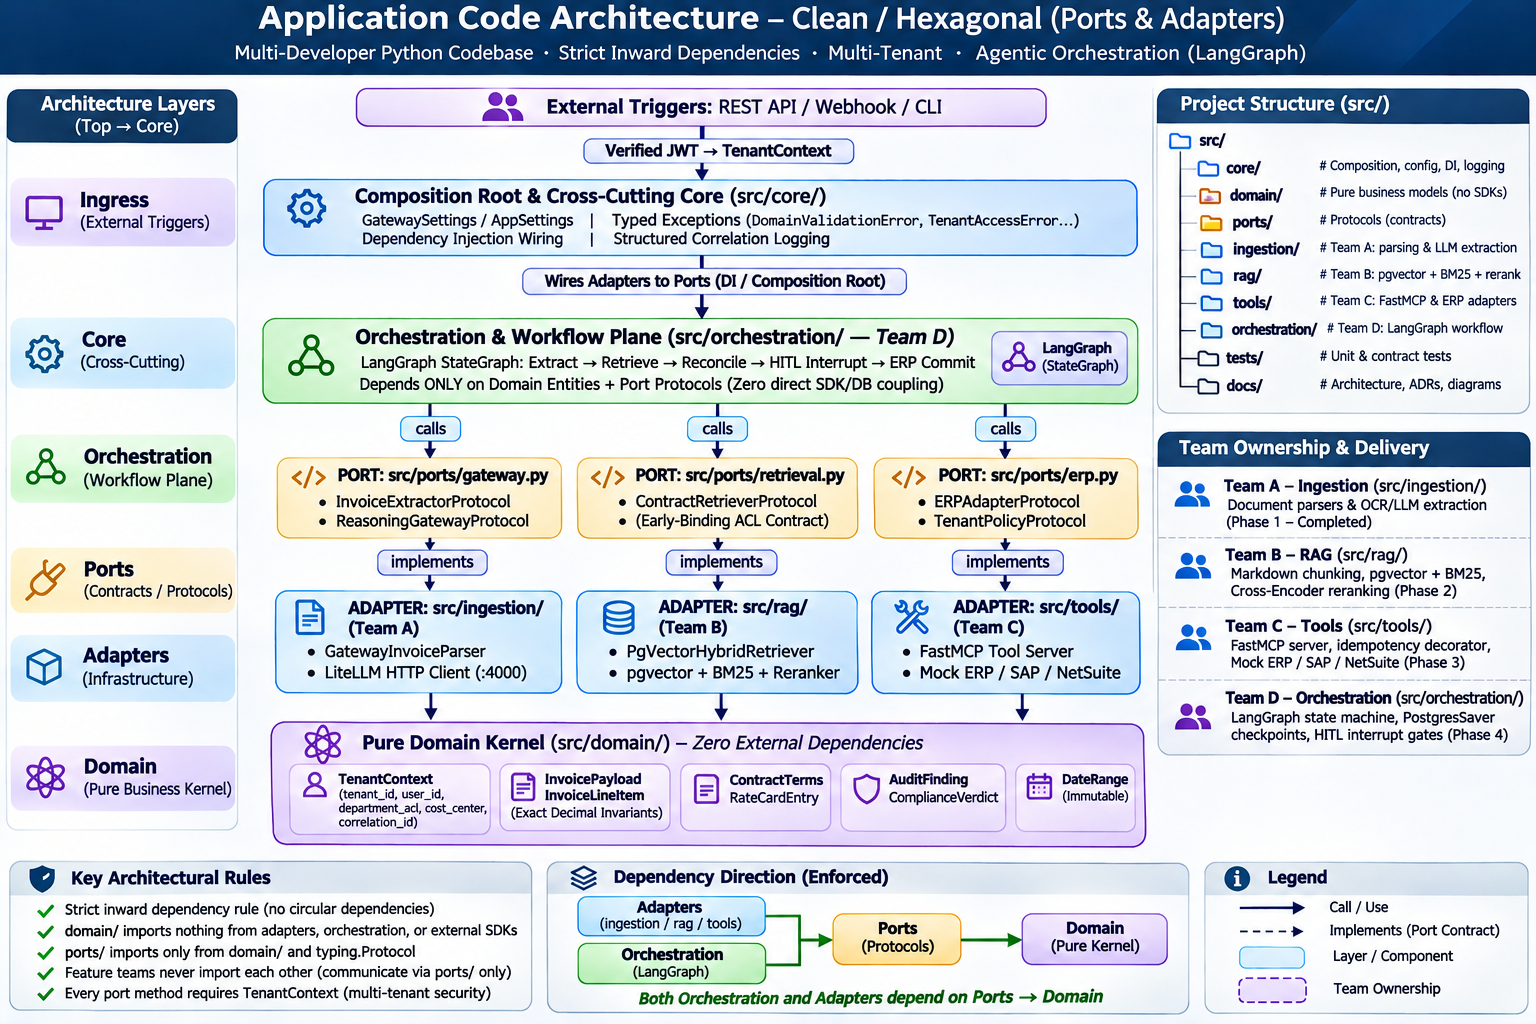 Application Code Architecture – Clean / Hexagonal (Ports & Adapters)
Multi-Developer Python Codebase · Strict Inward Dependencies · Multi-Tenant · Agentic Orchestration (LangGraph)
Architecture Layers
(Top → Core)
Ingress
(External Triggers)
Core
(Cross-Cutting)
Orchestration
(Workflow Plane)
Ports
(Contracts / Protocols)
Adapters
(Infrastructure)
Domain
(Pure Business Kernel)
External Triggers: REST API / Webhook / CLI
Verified JWT → TenantContext
Composition Root & Cross-Cutting Core (src/core/)
GatewaySettings / AppSettings | Typed Exceptions (DomainValidationError, TenantAccessError...)
Dependency Injection Wiring | Structured Correlation Logging
Wires Adapters to Ports (DI / Composition Root)
Orchestration & Workflow Plane (src/orchestration/ — Team D)
LangGraph StateGraph: Extract → Retrieve → Reconcile → HITL Interrupt → ERP Commit
Depends ONLY on Domain Entities + Port Protocols (Zero direct SDK/DB coupling)
LangGraph
(StateGraph)
calls
calls
calls
</> PORT: src/ports/gateway.py
• InvoiceExtractorProtocol
• ReasoningGatewayProtocol
</> PORT: src/ports/retrieval.py
• ContractRetrieverProtocol
• (Early-Binding ACL Contract)
</> PORT: src/ports/erp.py
• ERPAdapterProtocol
• TenantPolicyProtocol
implements
implements
implements
ADAPTER: src/ingestion/
(Team A)
• GatewayInvoiceParser
• LiteLLM HTTP Client (:4000)
ADAPTER: src/rag/
(Team B)
• PgVectorHybridRetriever
• pgvector + BM25 + Reranker
ADAPTER: src/tools/
(Team C)
• FastMCP Tool Server
• Mock ERP / SAP / NetSuite
Pure Domain Kernel (src/domain/) – Zero External Dependencies
TenantContext
(tenant_id, user_id,
department_acl, cost_center,
correlation_id)
InvoicePayload
InvoiceLineItem
(Exact Decimal Invariants)
ContractTerms
RateCardEntry
AuditFinding
ComplianceVerdict
DateRange
(Immutable)
Project Structure (src/)
src/
core/ # Composition, config, DI, logging
domain/ # Pure business models (no SDKs)
ports/ # Protocols (contracts)
ingestion/ # Team A: parsing & LLM extraction
rag/ # Team B: pgvector + BM25 + rerank
tools/ # Team C: FastMCP & ERP adapters
orchestration/ # Team D: LangGraph workflow
tests/ # Unit & contract tests
docs/ # Architecture, ADRs, diagrams
Team Ownership & Delivery
Team A – Ingestion (src/ingestion/)
Document parsers & OCR/LLM extraction
(Phase 1 – Completed)
Team B – RAG (src/rag/)
Markdown chunking, pgvector + BM25,
Cross-Encoder reranking (Phase 2)
Team C – Tools (src/tools/)
FastMCP server, idempotency decorator,
Mock ERP / SAP / NetSuite (Phase 3)
Team D – Orchestration (src/orchestration/)
LangGraph state machine, PostgresSaver
checkpoints, HITL interrupt gates (Phase 4)
Key Architectural Rules
✓ Strict inward dependency rule (no circular dependencies)
✓ domain/ imports nothing from adapters, orchestration, or external SDKs
✓ ports/ imports only from domain/ and typing.Protocol
✓ Feature teams never import each other (communicate via ports/ only)
✓ Every port method requires TenantContext (multi-tenant security)
Dependency Direction (Enforced)
Adapters
(ingestion / rag / tools)
Orchestration
(LangGraph)
Ports
(Protocols)
Domain
(Pure Kernel)
Both Orchestration and Adapters depend on Ports → Domain
Legend
Call / Use
Implements (Port Contract)
Layer / Component
Team Ownership